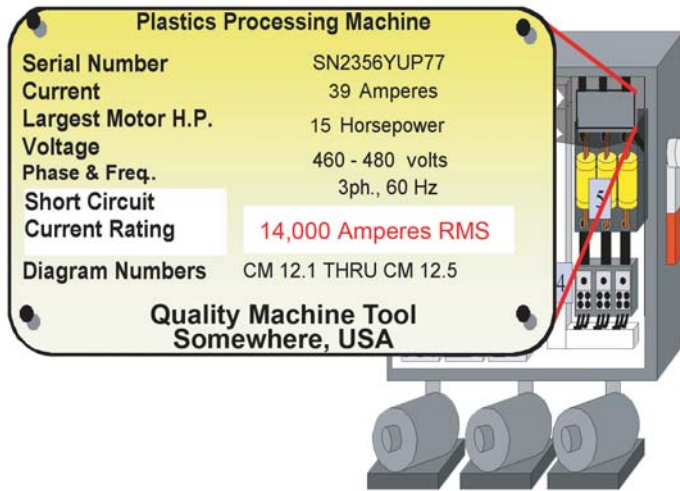 Plastics Processing Machine
Serial Number SN2356YUP77
Current 39 Amperes
Largest Motor H.P. 15 Horsepower
Voltage 460 - 480 volts
Phase & Freq.. 3ph., 60 Hz
Short Circuit
Current Rating 14,000 Amperes RMS
Diagram Numbers CM 12.1 THRU CM 12.5
Quality Machine Tool
Somewhere, USA
5
4